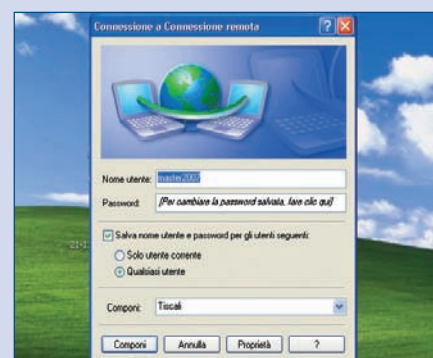 Connessione a Connessione remota
Nome utente: master2007
Password: [Per cambiare la password salvata, fare clic qui]
Salva nome utente e password per gli utenti seguenti:
Solo utente corrente
Qualsiasi utente
Componi: Tiscali
Componi Annulla Proprietà ?